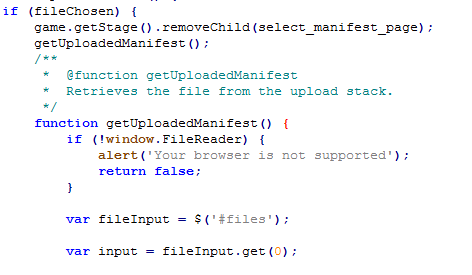 if (fileChosen) {
game.getStage().removeChild(select_manifest_page);
getUploadedManifest();
/**
* @function getUploadedManifest
* Retrieves the file from the upload stack.
*/
function getUploadedManifest() {
if (!window.FileReader) {
alert('Your browser is not supported');
return false;
}
var fileInput = $('#files');
var input = fileInput.get(0);